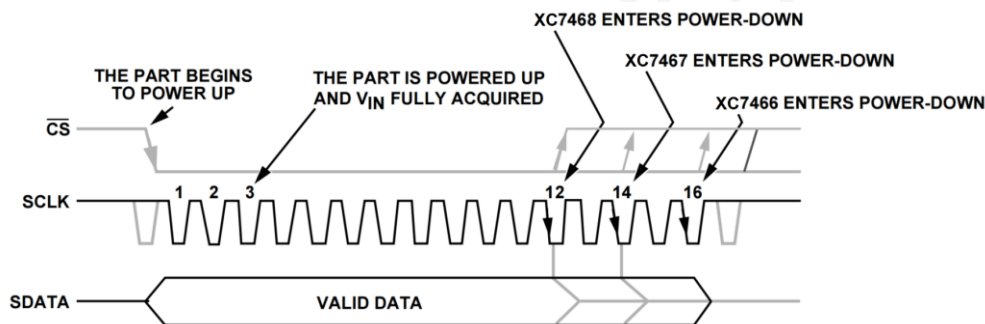 XC7468 ENTERS POWER-DOWN
XC7467 ENTERS POWER-DOWN
THE PART BEGINS
TO POWER UP
THE PART IS POWERED UP
AND VIN FULLY ACQUIRED
XC7466 ENTERS POWER-DOWN
CS
1 2 3 12 14 16
SCLK
SDATA VALID DATA